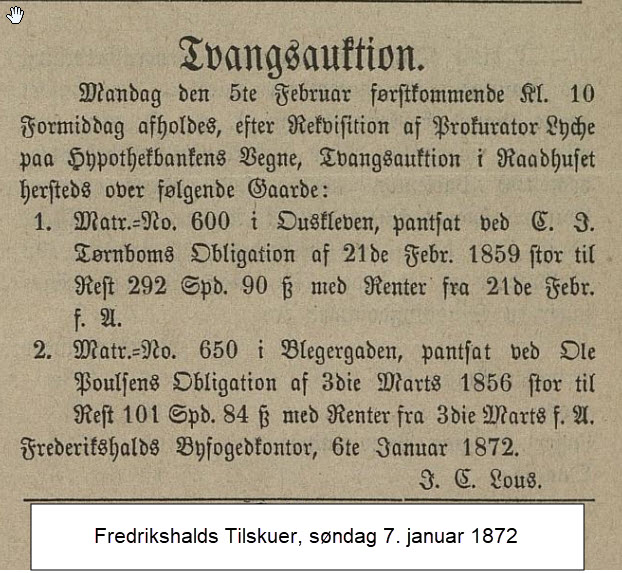 Tvangsauktion.
Mandag den 5te Februar førstkommende Kl. 10
Formiddag afholdes, efter Rekvisition af Prokurator Lyche
paa Hypothekbankens Vegne, Tvangsauktion i Raadhuset
hersteds over følgende Gaarde:
1. Matr.=No. 600 i Ouskleven, pantsat ved C. J.
Tørnboms Obligation af 21de Febr. 1859 stor til
Rest 292 Spd. 90 ß med Renter fra 21de Febr.
f. A.
2. Matr.=No. 650 i Blegergaden, pantsat ved Ole
Poulsens Obligation af 3die Marts 1856 stor til
Rest 101 Spd. 84 ß med Renter fra 3die Marts f. A.
Frederikshalds Byfogedkontor, 6te Januar 1872.
J. C. Lous.
Fredrikshalds Tilskuer, søndag 7. januar 1872